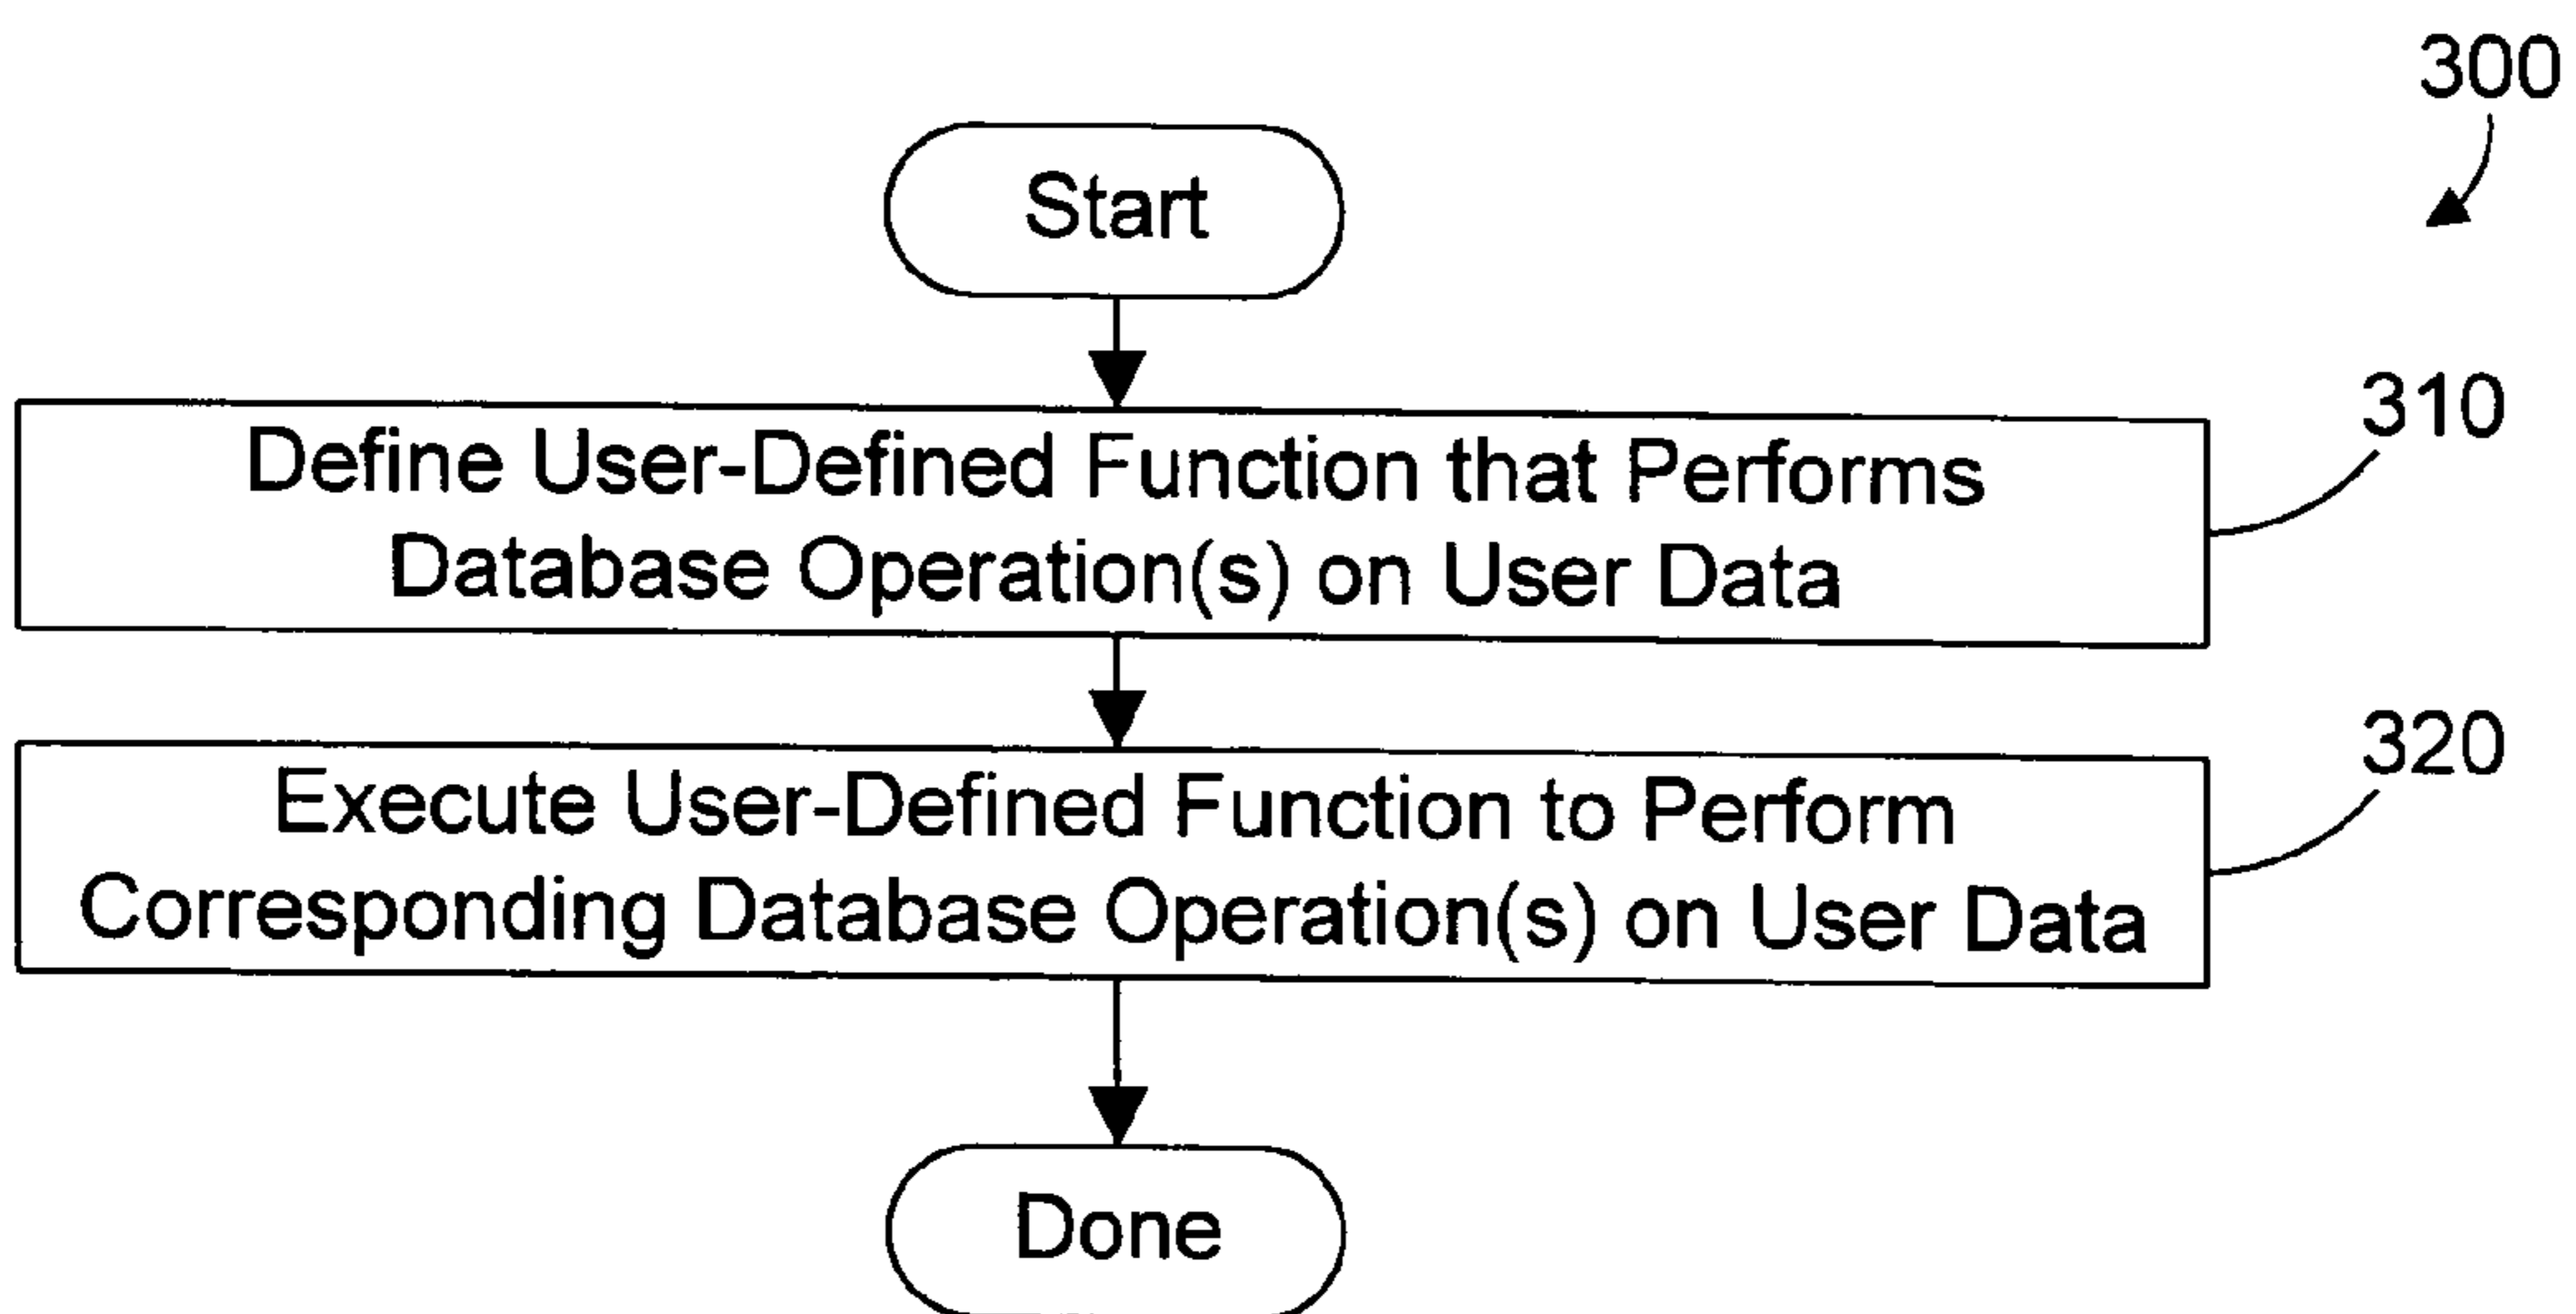 300
Start
310
Define User-Defined Function that Performs
Database Operation(s) on User Data
320
Execute User-Defined Function to Perform
Corresponding Database Operation(s) on User Data
Done